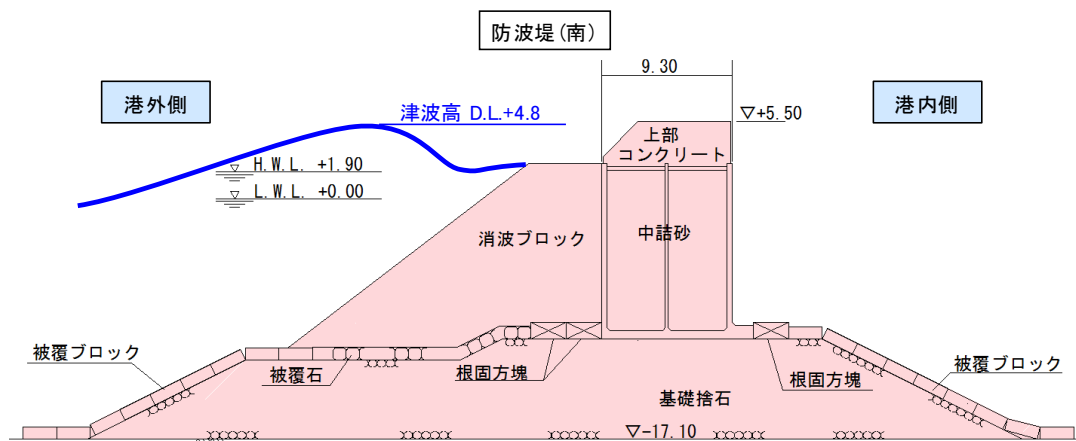 防波堤(南)
9.30
港外側
港内側
津波高 D.L.+4.8
▽+5.50
上部
コンクリート
H.W.L. +1.90
L.W.L. +0.00
消波ブロック
中詰砂
被覆ブロック
被覆石
根固方塊
根固方塊
被覆ブロック
基礎捨石
▽-17.10